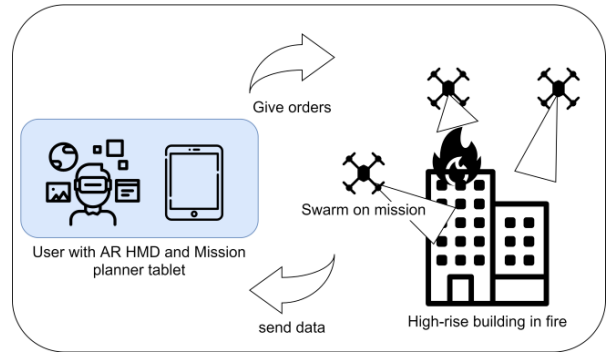 Give orders
Swarm on mission
User with AR HMD and Mission
planner tablet
send data
High-rise building in fire